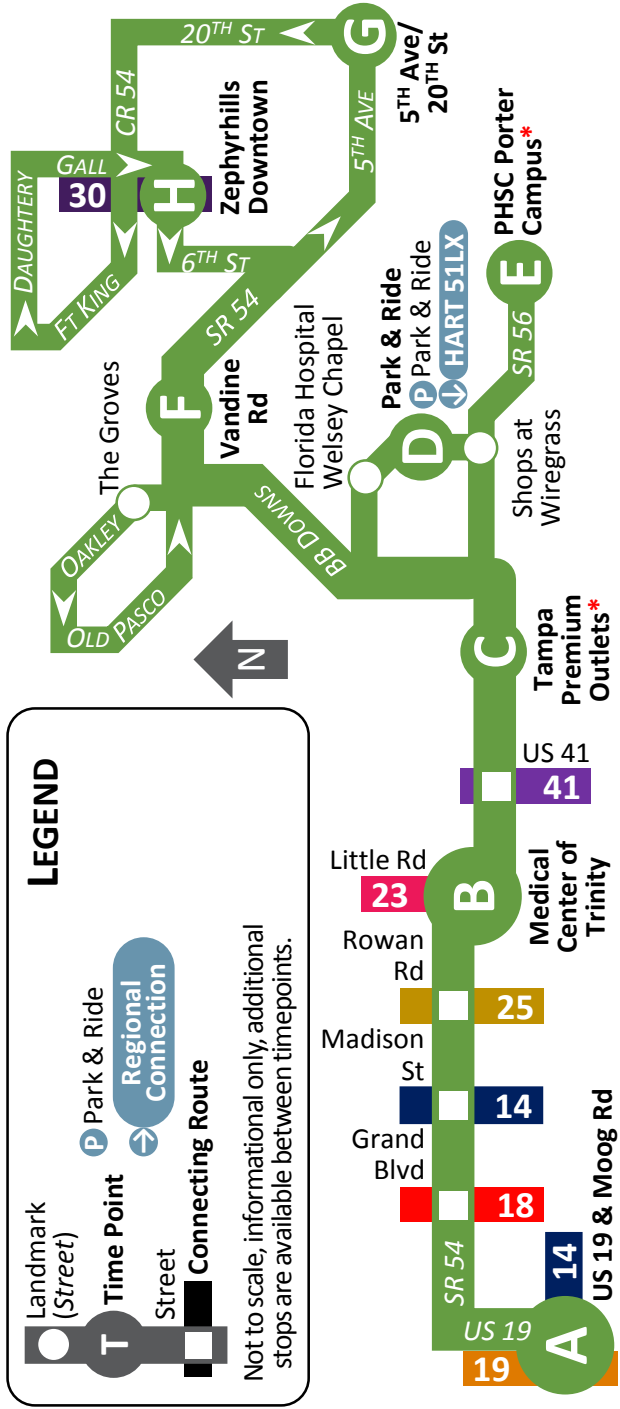 LEGEND
Landmark
(Street)
T
Time Point
P Park & Ride
Regional
Connection
Street
Connecting Route
Not to scale, informational only, additional
stops are available between timepoints.
N
A
US 19 & Moog Rd
19
14
US 19
SR 54
Grand
Blvd
18
Madison
St
14
Rowan
Rd
25
Little Rd
23
B
Medical
Center of
Trinity
US 41
41
C
Tampa
Premium
Outlets*
BB DOWNS
Shops at
Wiregrass
Florida Hospital
Welsey Chapel
D
Park & Ride
P Park & Ride
HART 51LX
SR 56
E
PHSC Porter
Campus*
The Groves
OAKLEY
OLD PASCO
F
Vandine
Rd
SR 54
5TH AVE
G
5TH Ave/
20TH St
20TH ST
CR 54
GALL
DAUGHTERY
FT KING
30
H
Zephyrhills
Downtown
6TH ST